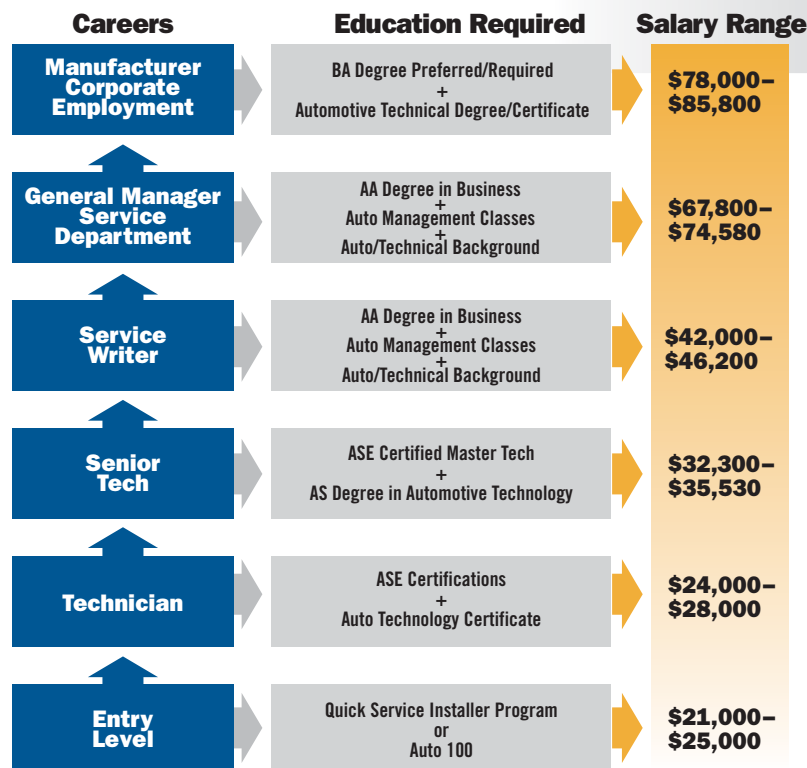 Careers
Education Required
Salary Range
Manufacturer
Corporate
Employment
BA Degree Preferred/Required
+
Automotive Technical Degree/Certificate
$78,000–
$85,800
General Manager
Service
Department
AA Degree in Business
+
Auto Management Classes
+
Auto/Technical Background
$67,800–
$74,580
Service
Writer
AA Degree in Business
+
Auto Management Classes
+
Auto/Technical Background
$42,000–
$46,200
Senior
Tech
ASE Certified Master Tech
+
AS Degree in Automotive Technology
$32,300–
$35,530
Technician
ASE Certifications
+
Auto Technology Certificate
$24,000–
$28,000
Entry
Level
Quick Service Installer Program
or
Auto 100
$21,000–
$25,000